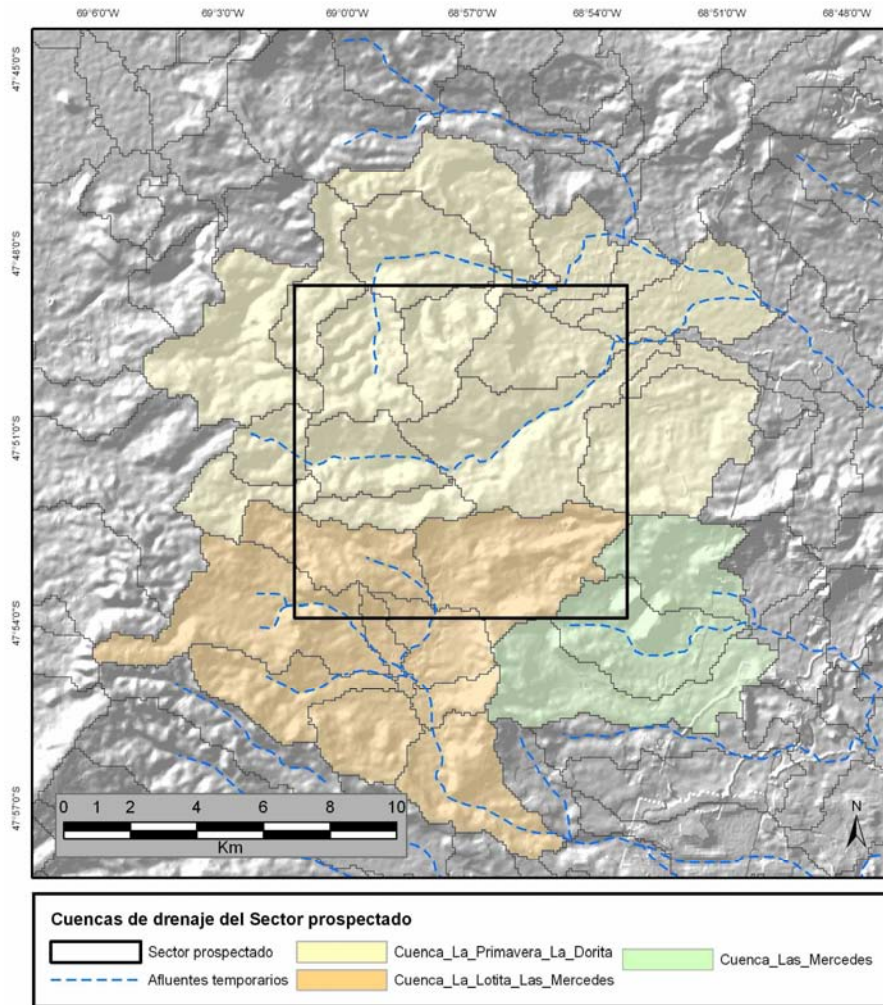 69°6'0"O 69°3'0"O 69°0'0"O 68°57'0"O 68°54'0"O 68°51'0"O 68°48'0"O
47°45'0"S
47°48'0"S
47°51'0"S
47°54'0"S
47°57'0"S
0 1 2 4 6 8 10
Km
N
Cuencas de drenaje del Sector prospectado
Sector prospectado
Cuenca_La_Primavera_La_Dorita
Cuenca_Las_Mercedes
Afluentes temporarios
Cuenca_La_Lotita_Las_Mercedes